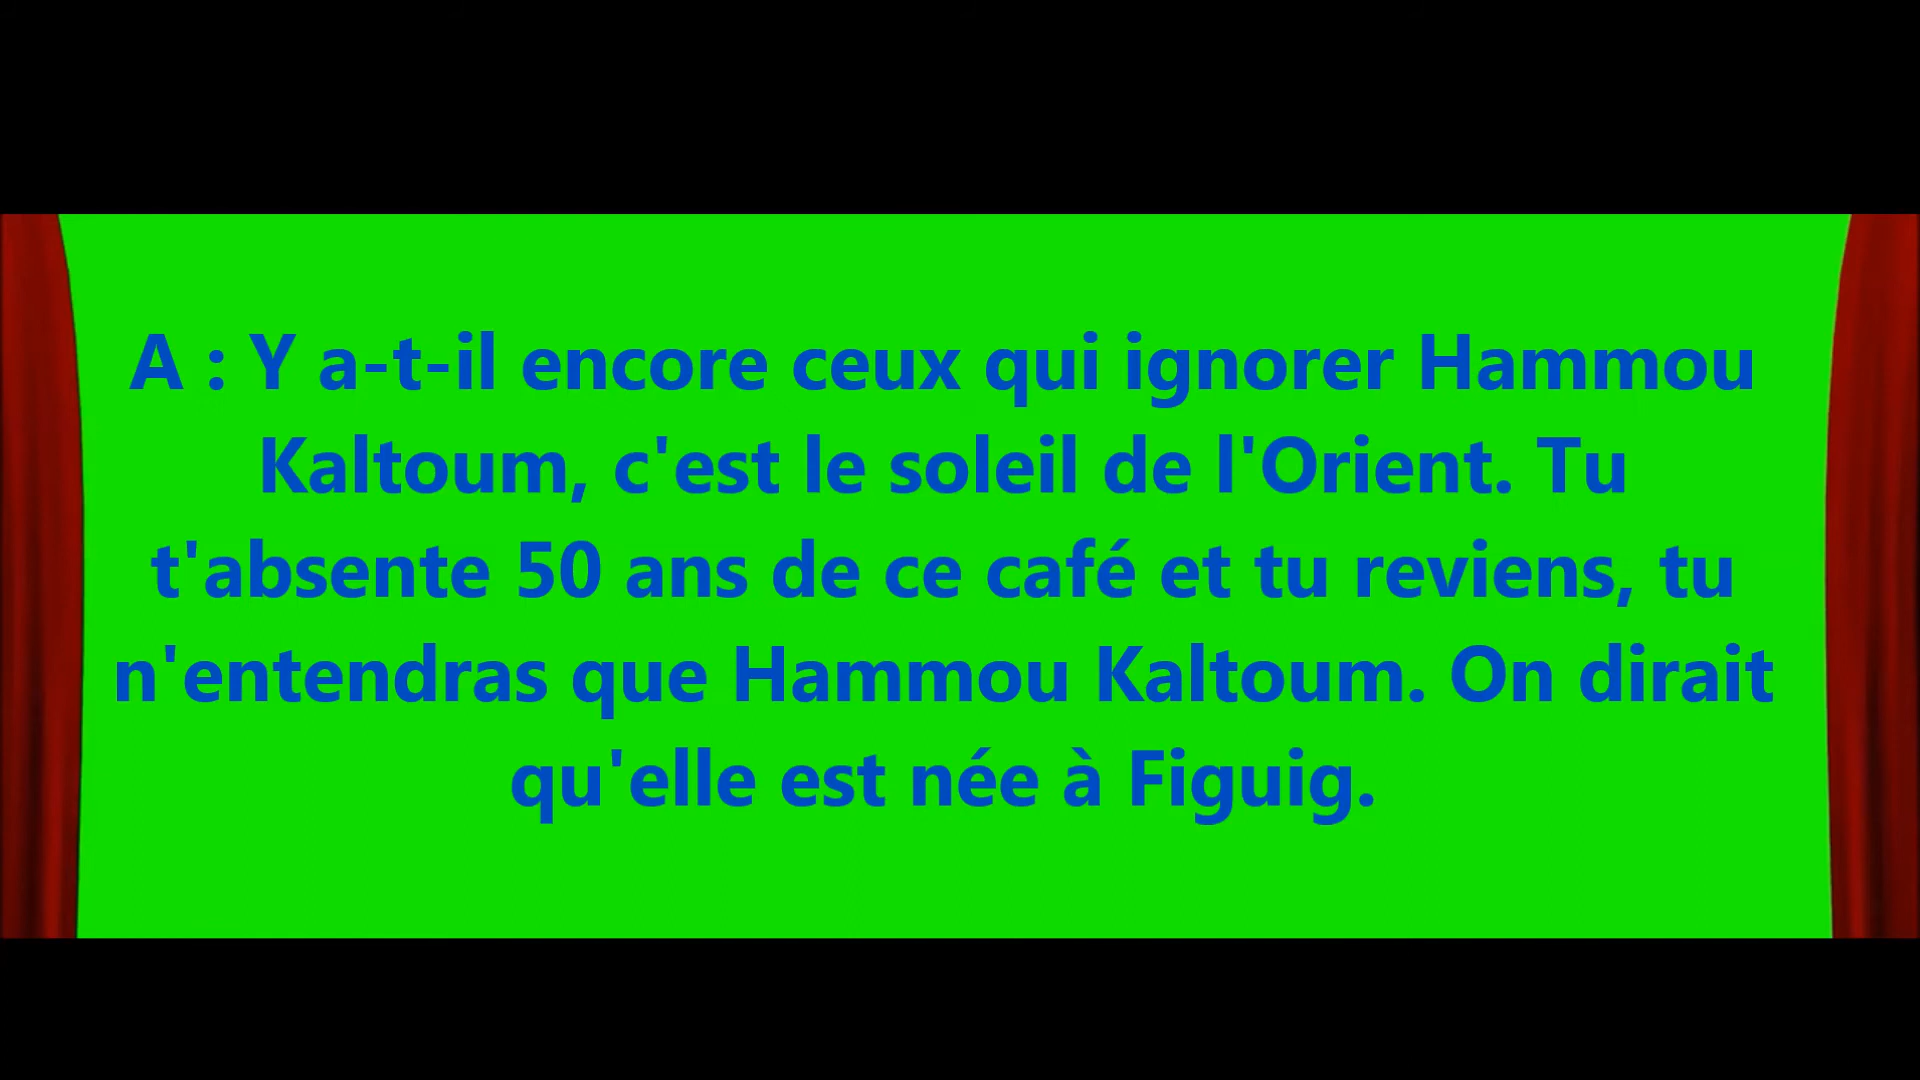 A : Y a-t-il encore ceux qui ignorer Hammou
Kaltoum, c'est le soleil de l'Orient. Tu
t'absente 50 ans de ce café et tu reviens, tu
n'entendras que Hammou Kaltoum. On dirait
qu'elle est née à Figuig.